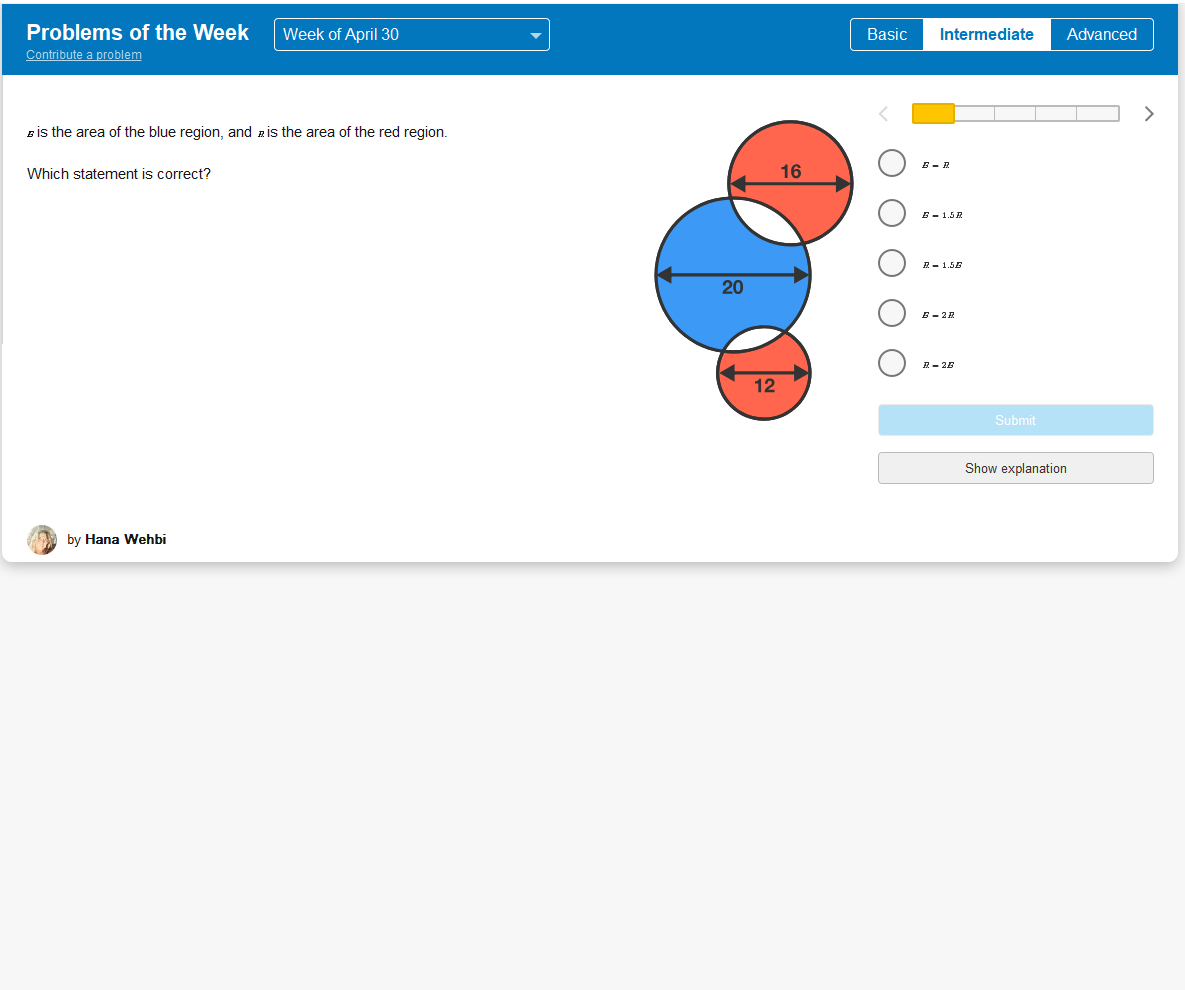 Problems of the Week
Contribute a problem
Week of April 30
Basic
Intermediate
Advanced
B is the area of the blue region, and R is the area of the red region.
Which statement is correct?
16
20
12
B = R
B = 1.5R
R = 1.5B
B = 2R
R = 2B
Submit
Show explanation
by Hana Wehbi